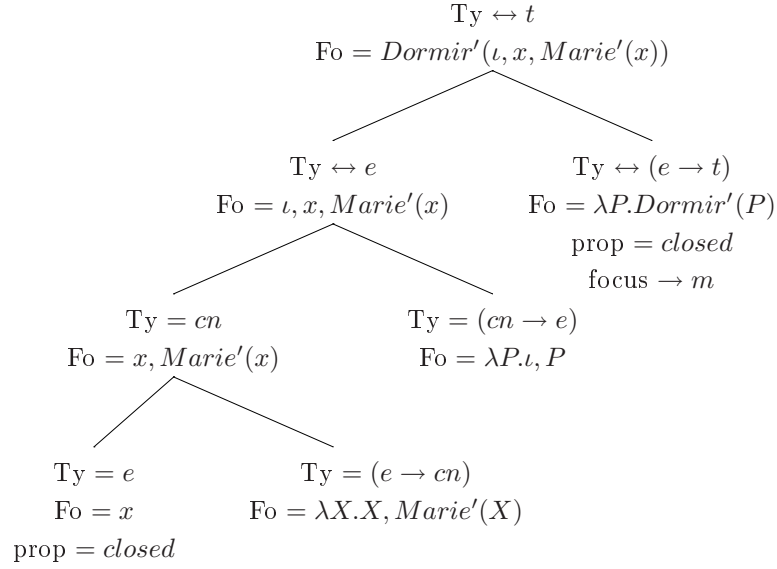 Ty ↔ t
Fo = Dormir′(ι, x, Marie′(x))
Ty ↔ e
Fo = ι, x, Marie′(x)
Ty ↔ (e → t)
Fo = λP.Dormir′(P)
prop = closed
focus → m
Ty = cn
Fo = x, Marie′(x)
Ty = (cn → e)
Fo = λP.ι, P
Ty = e
Fo = x
prop = closed
Ty = (e → cn)
Fo = λX.X, Marie′(X)